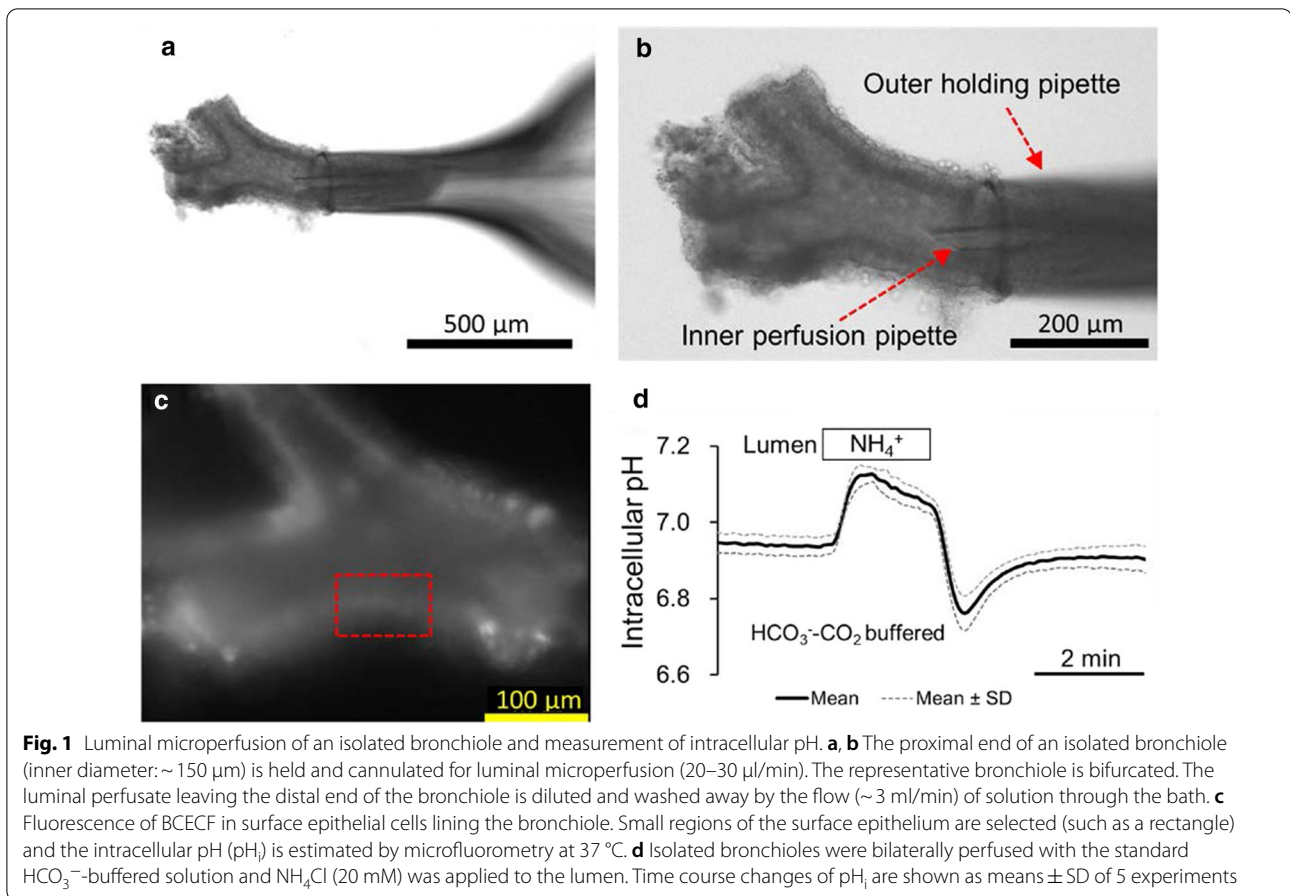 a
500 µm
b
Outer holding pipette
Inner perfusion pipette
200 µm
c
100 µm
d
Intracellular pH
7.2
7.0
6.8
6.6
Lumen NH₄⁺
HCO₃⁻-CO₂ buffered
2 min
Mean Mean ± SD
Fig. 1 Luminal microperfusion of an isolated bronchiole and measurement of intracellular pH. a, b The proximal end of an isolated bronchiole
(inner diameter: ~ 150 µm) is held and cannulated for luminal microperfusion (20–30 µl/min). The representative bronchiole is bifurcated. The
luminal perfusate leaving the distal end of the bronchiole is diluted and washed away by the flow (~ 3 ml/min) of solution through the bath. c
Fluorescence of BCECF in surface epithelial cells lining the bronchiole. Small regions of the surface epithelium are selected (such as a rectangle)
and the intracellular pH (pHᵢ) is estimated by microfluorometry at 37 °C. d Isolated bronchioles were bilaterally perfused with the standard
HCO₃⁻-buffered solution and NH₄Cl (20 mM) was applied to the lumen. Time course changes of pHᵢ are shown as means ± SD of 5 experiments